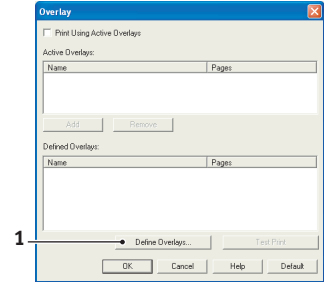 Overlay
Print Using Active Overlays
Active Overlays:
Name Pages
Add Remove
Defined Overlays:
Name Pages
1 Define Overlays... Test Print
OK Cancel Help Default